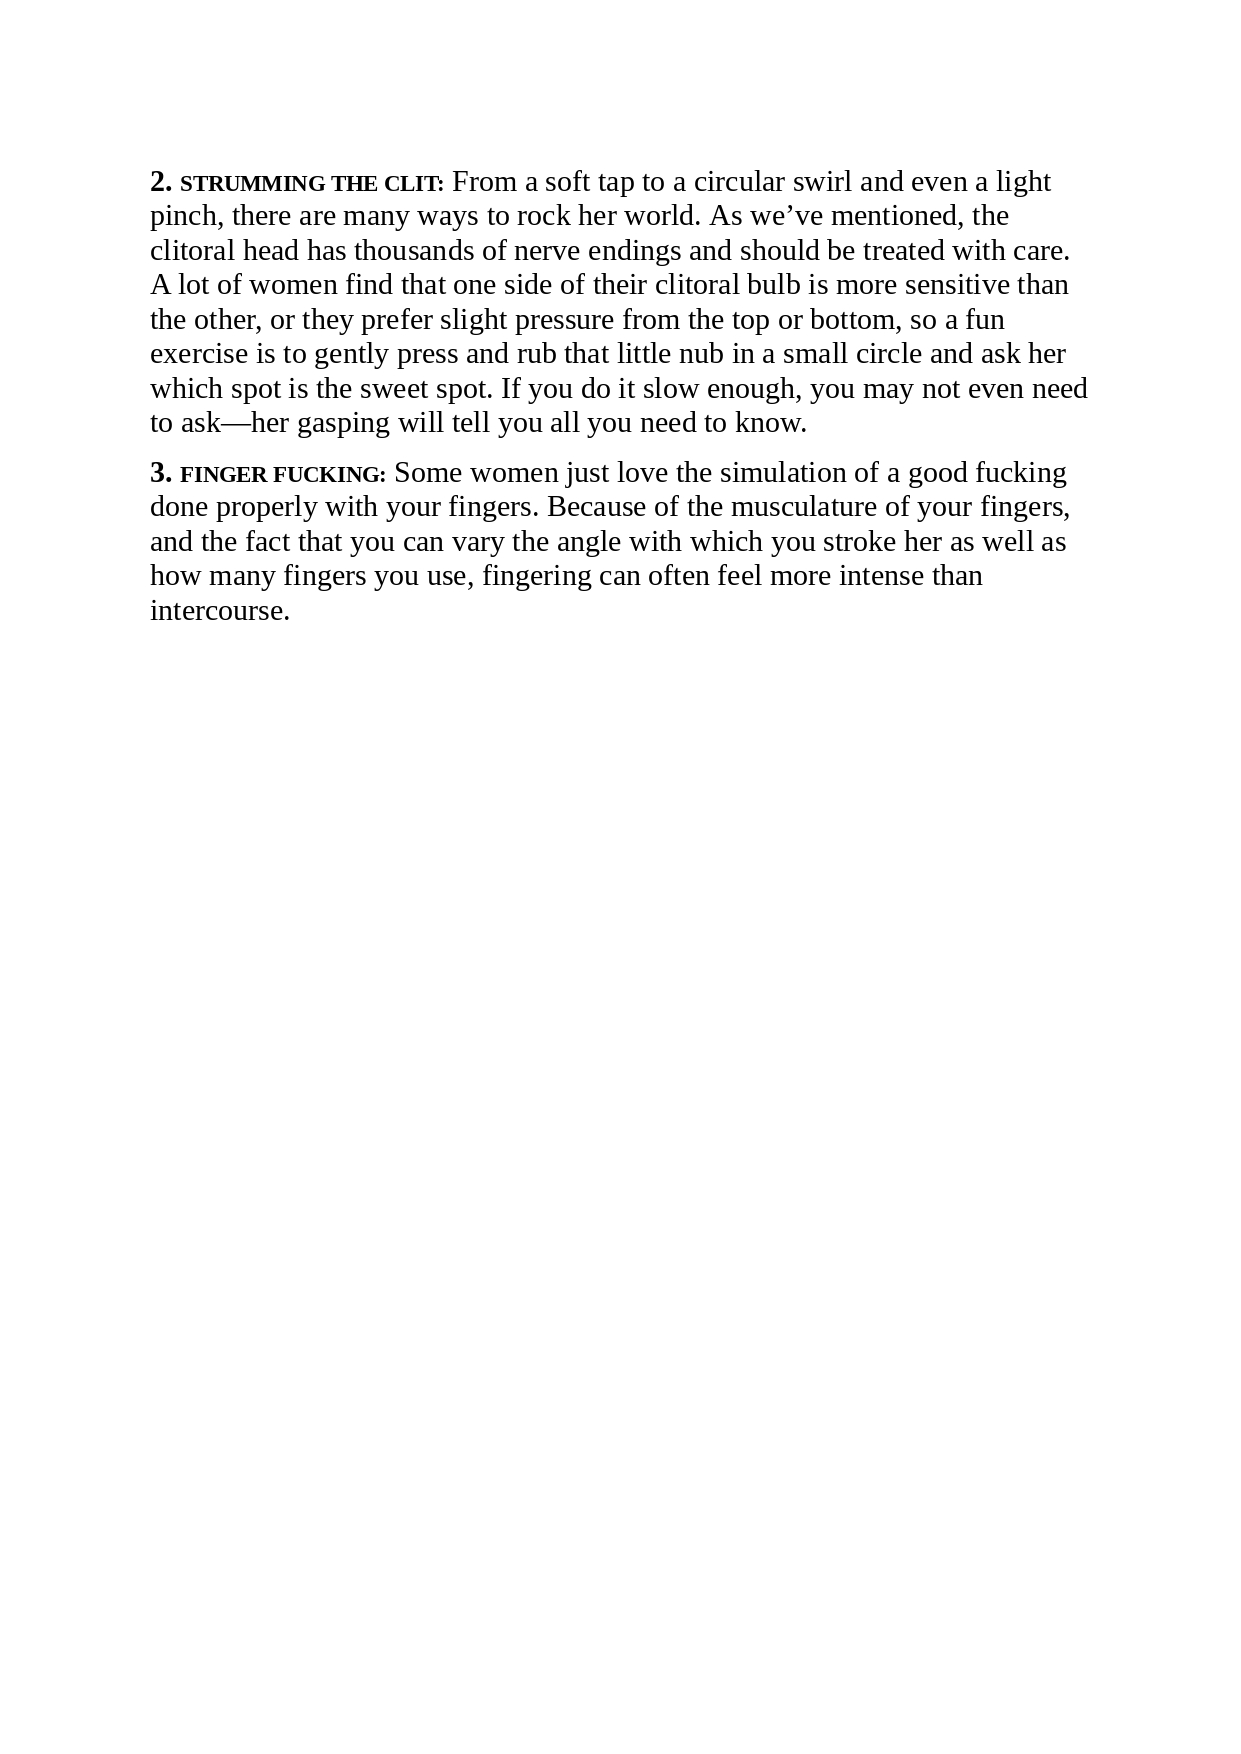 2. STRUMMING THE CLIT: From a soft tap to a circular swirl and even a light
pinch, there are many ways to rock her world. As we’ve mentioned, the
clitoral head has thousands of nerve endings and should be treated with care.
A lot of women find that one side of their clitoral bulb is more sensitive than
the other, or they prefer slight pressure from the top or bottom, so a fun
exercise is to gently press and rub that little nub in a small circle and ask her
which spot is the sweet spot. If you do it slow enough, you may not even need
to ask—her gasping will tell you all you need to know.
3. FINGER FUCKING: Some women just love the simulation of a good fucking
done properly with your fingers. Because of the musculature of your fingers,
and the fact that you can vary the angle with which you stroke her as well as
how many fingers you use, fingering can often feel more intense than
intercourse.